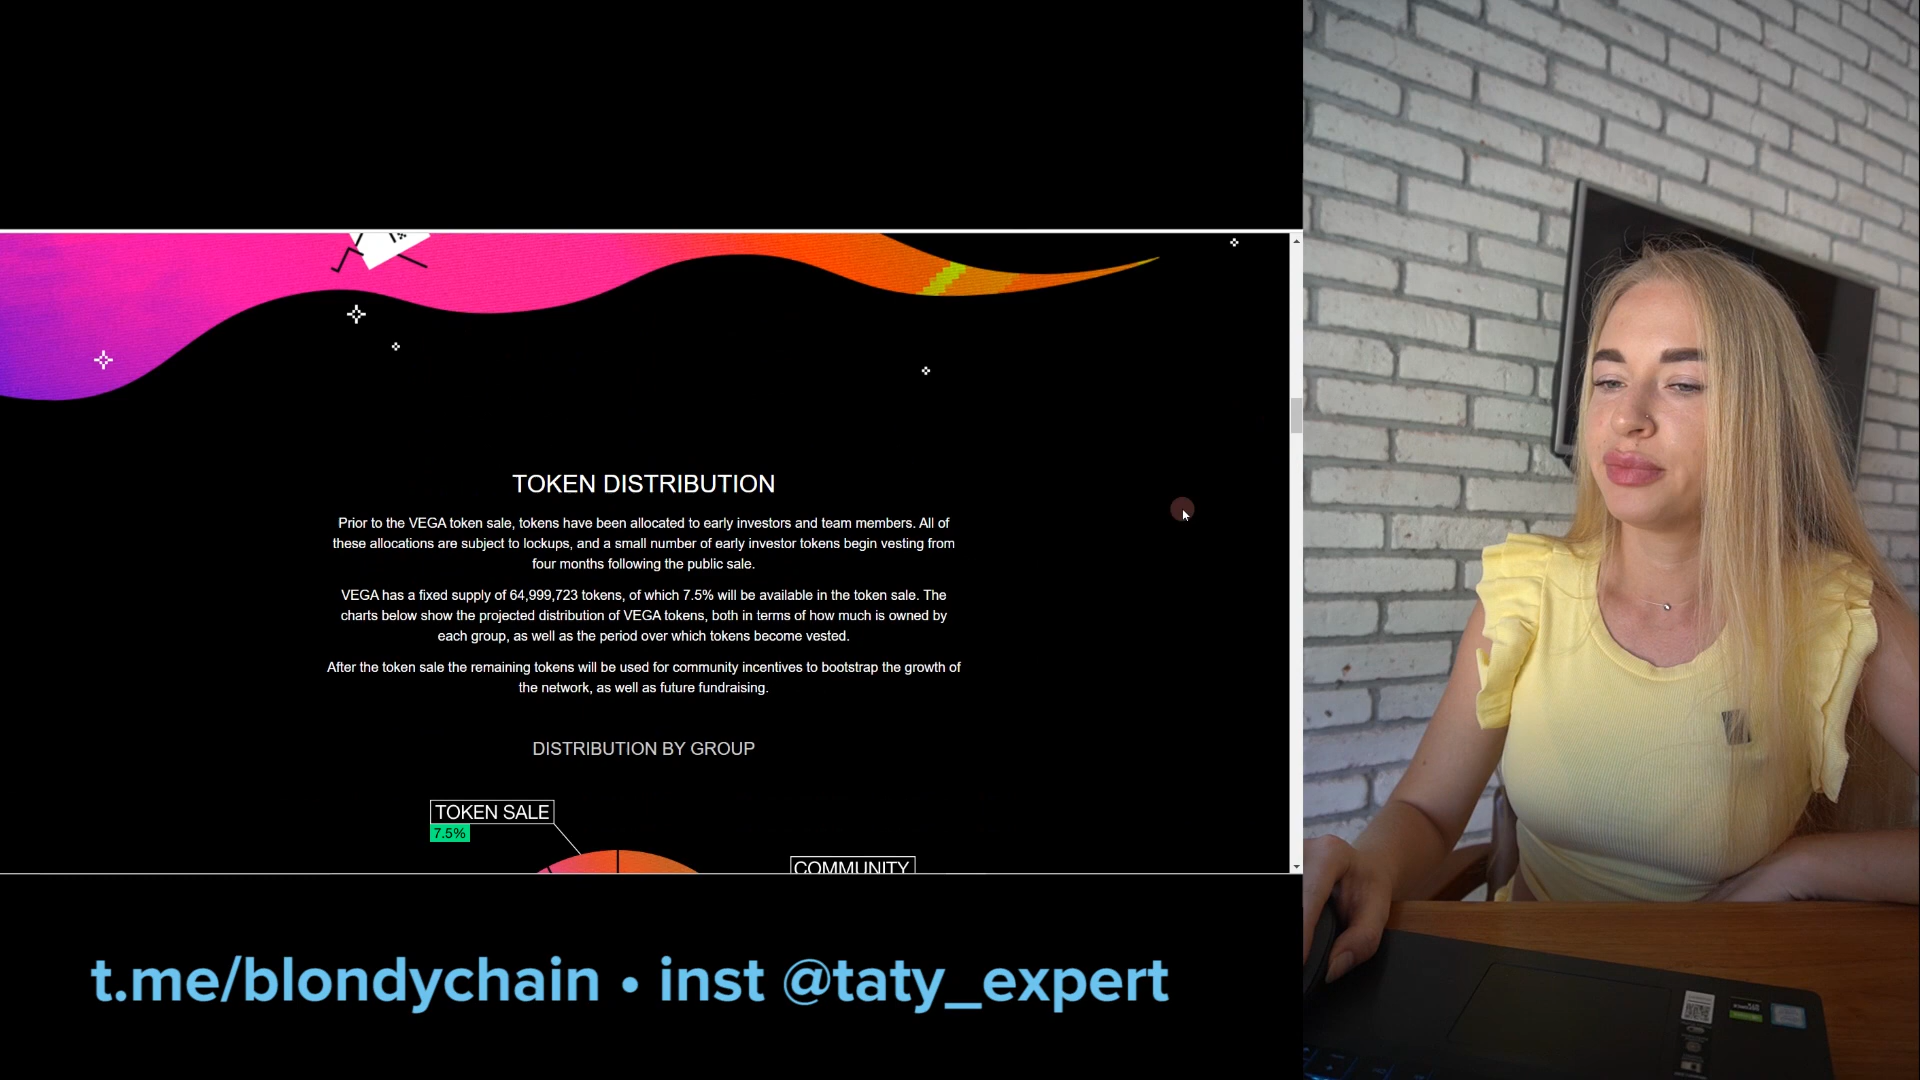 TOKEN DISTRIBUTION
Prior to the VEGA token sale, tokens have been allocated to early investors and team members. All of
these allocations are subject to lockups, and a small number of early investor tokens begin vesting from
four months following the public sale.
VEGA has a fixed supply of 64,999,723 tokens, of which 7.5% will be available in the token sale. The
charts below show the projected distribution of VEGA tokens, both in terms of how much is owned by
each group, as well as the period over which tokens become vested.
After the token sale the remaining tokens will be used for community incentives to bootstrap the growth of
the network, as well as future fundraising.
DISTRIBUTION BY GROUP
TOKEN SALE
7.5%
COMMUNITY
t.me/blondychain • inst @taty_expert